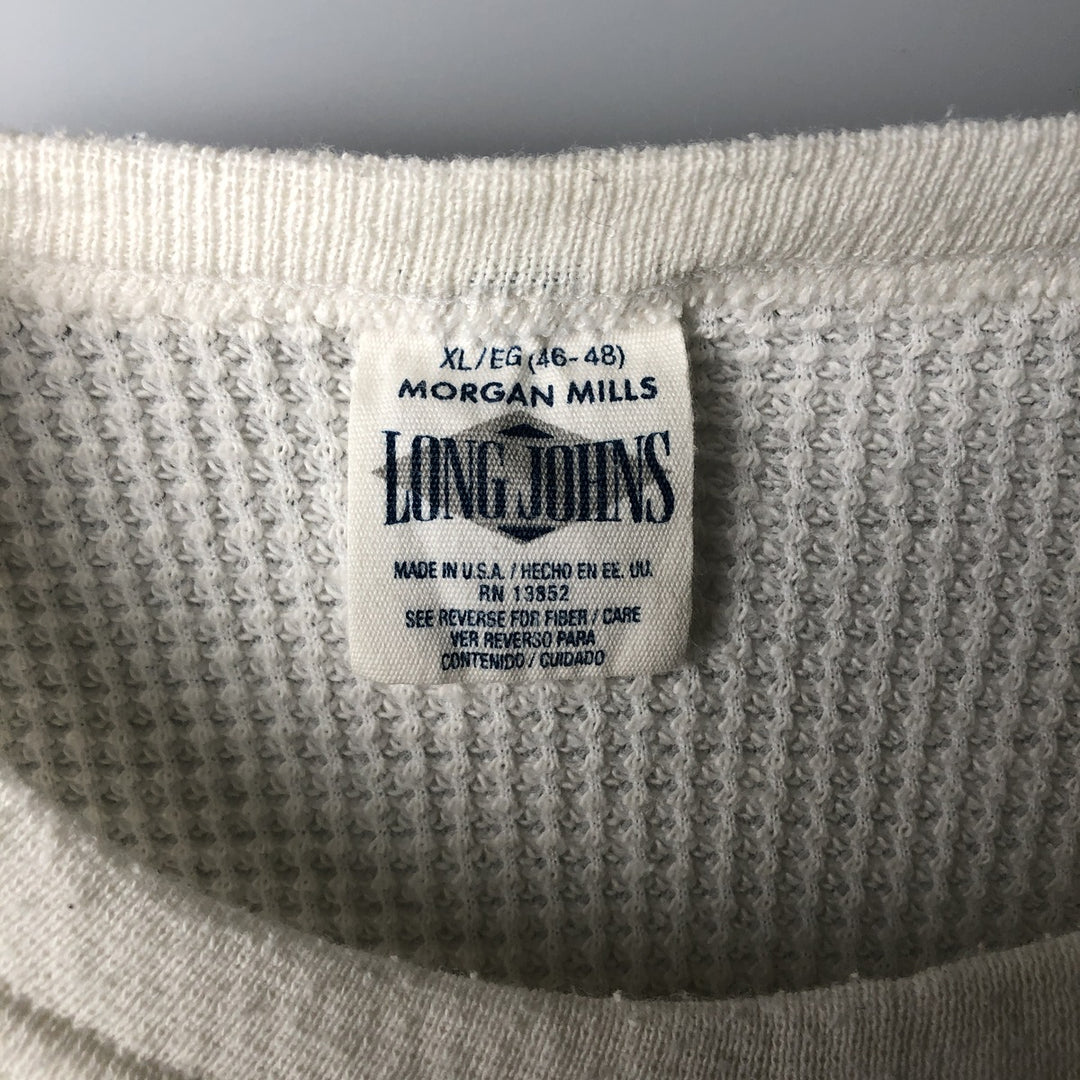 XL/EG (46-48)
MORGAN MILLS
LONG JOHNS
MADE IN U.S.A. / HECHO EN EE. UU.
RN 13852
SEE REVERSE FOR FIBER / CARE
VER REVERSO PARA
CONTENIDO / CUIDADO